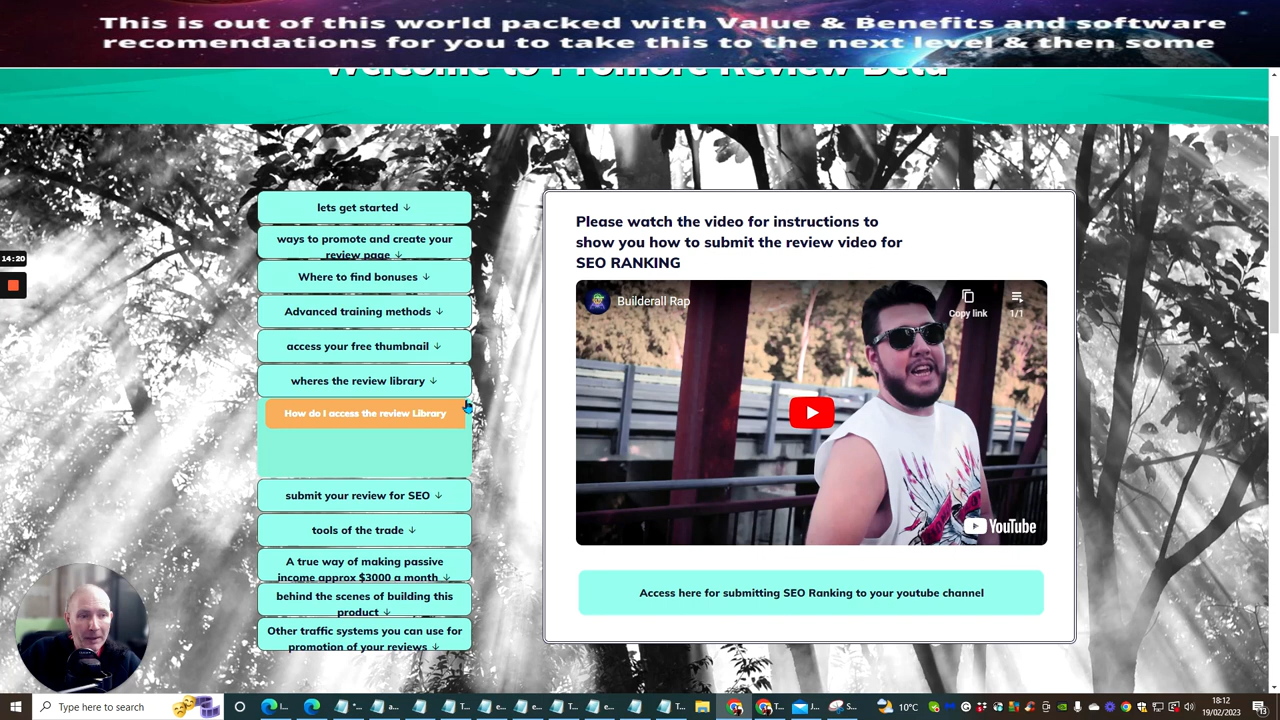 This is out of this world packed with Value & Benefits and software
recomendations for you to take this to the next level & then some
Welcome to Promore Review Beta
lets get started ↓
ways to promote and create your
review page ↓
Where to find bonuses ↓
Advanced training methods ↓
access your free thumbnail ↓
wheres the review library ↓
How do I access the review Library
submit your review for SEO ↓
tools of the trade ↓
A true way of making passive
income approx $3000 a month ↓
behind the scenes of building this
product ↓
Other traffic systems you can use for
promotion of your reviews ↓
Please watch the video for instructions to
show you how to submit the review video for
SEO RANKING
Builderall Rap
Copy link
1/1
YouTube
Access here for submitting SEO Ranking to your youtube channel
14:20
Type here to search
10°C
18:12
19/02/2023
13